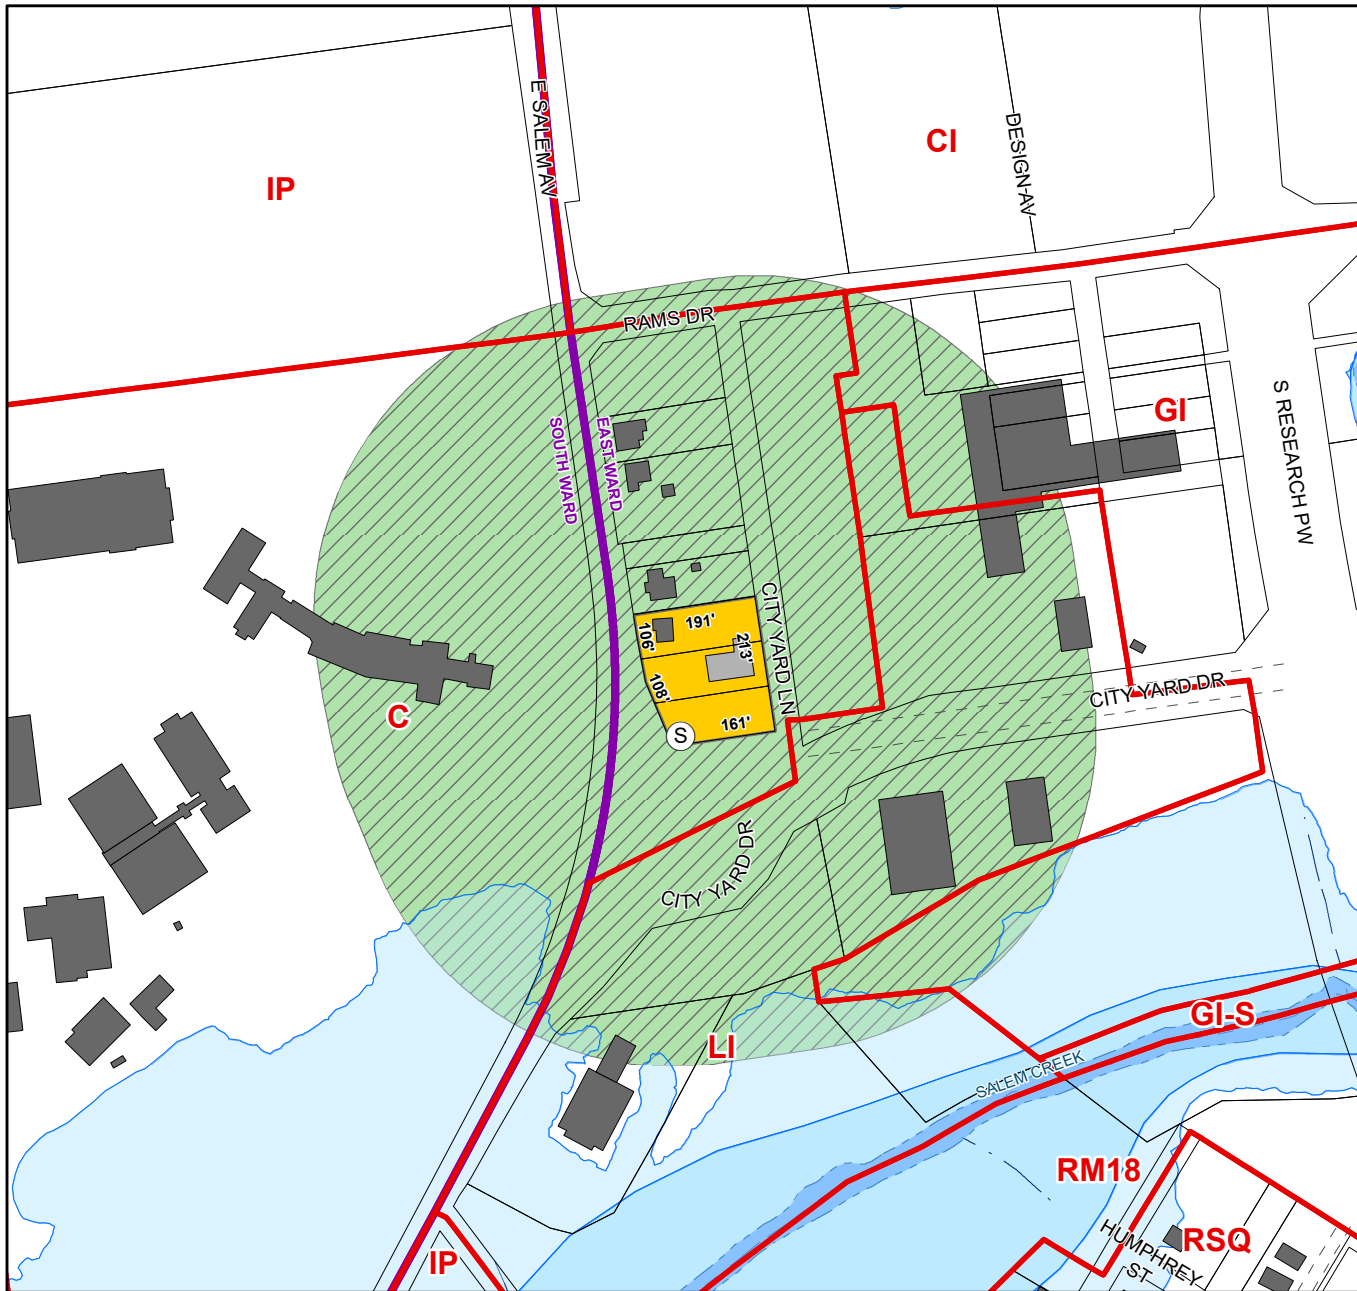 E SALEM AV
DESIGN AV
CI
IP
RAMS DR
GI
S RESEARCH PW
SOUTH WARD
EAST WARD
CITY YARD LN
106'
191'
213'
108'
161'
S
C
CITY YARD DR
CITY YARD DR
GI-S
LI
SALEM CREEK
RM18
RSQ
HUMPHREY
ST
IP